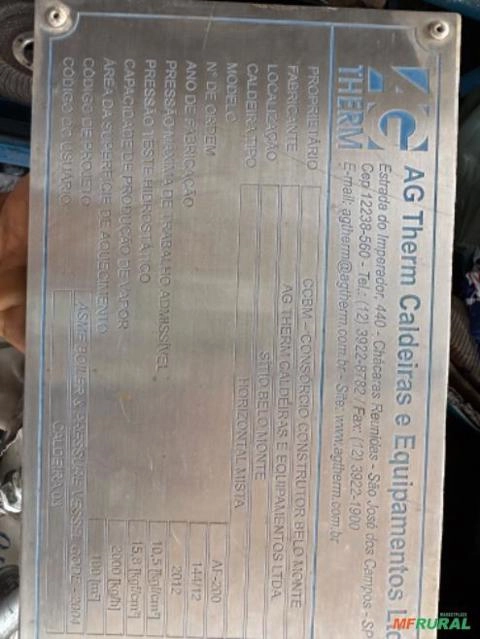 AG THERM
AG Therm Caldeiras e Equipamentos Ltd
Estrada do Imperador, 440 - Chácaras Reunidas - São José dos Campos - S
Cep 12238-560 - Tel.: (12) 3922-8782 / Fax: (12) 3922-1900
E-mail: agtherm@agtherm.com.br - Site: www.agtherm.com.br
PROPRIETÁRIO CCBM - CONSÓRCIO CONSTRUTOR BELO MONTE
FABRICANTE AG THERM CALDEIRAS E EQUIPAMENTOS LTDA
LOCALIZAÇÃO SÍTIO BELO MONTE
CALDEIRA TIPO HORIZONTAL MISTA
MODELO AT-200
Nº DE ORDEM 144/12
ANO DE FABRICAÇÃO 2012
PRESSÃO MÁXIMA DE TRABALHO ADMISSÍVEL 10,5 [kgf/cm²]
PRESSÃO TESTE HIDROSTÁTICO 15,8 [kgf/cm²]
CAPACIDADE DE PRODUÇÃO DE VAPOR 2000 [kg/h]
ÁREA DA SUPERFÍCIE DE AQUECIMENTO 100 [m²]
CÓDIGO DE PROJETO ASME BOILER & PRESSURE VESSEL CODE - 2004
CÓDIGO DO USUÁRIO CALDEIRA 03
MARKETPLACE
MFRURAL